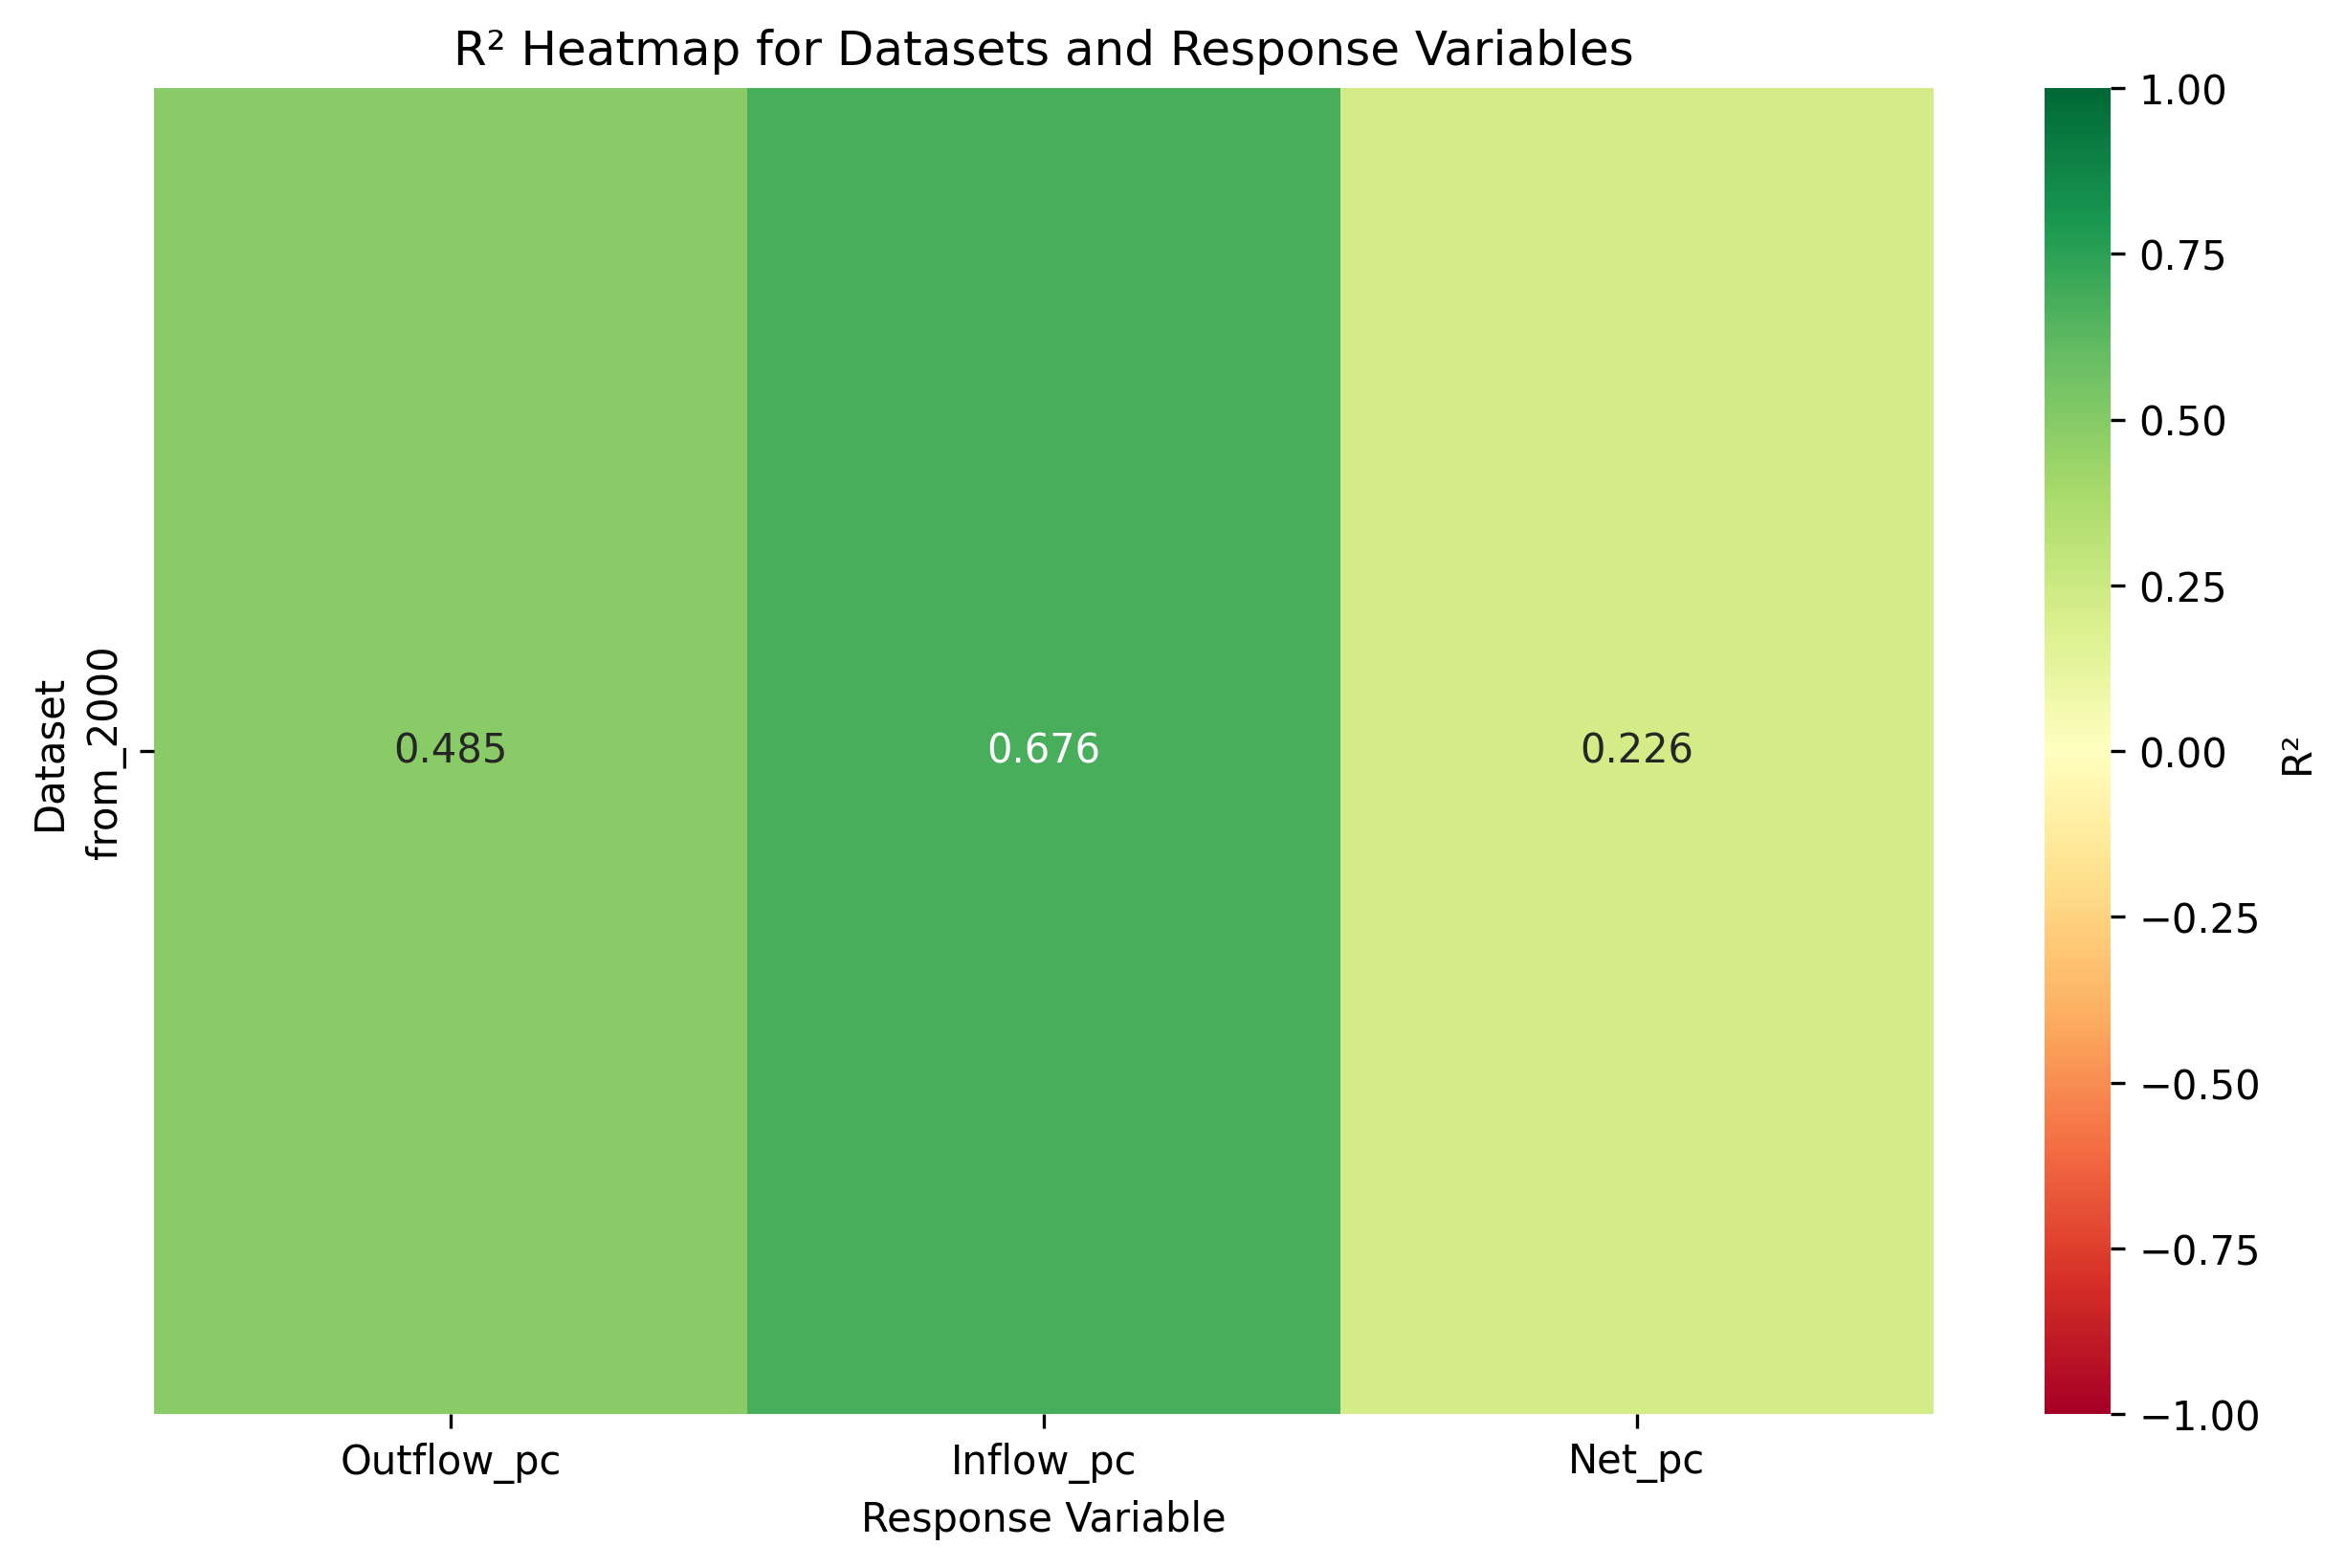 R² Heatmap for Datasets and Response Variables
Dataset
from_2000
0.485
0.676
0.226
Outflow_pc
Inflow_pc
Net_pc
Response Variable
1.00
0.75
0.50
0.25
0.00
−0.25
−0.50
−0.75
−1.00
R²